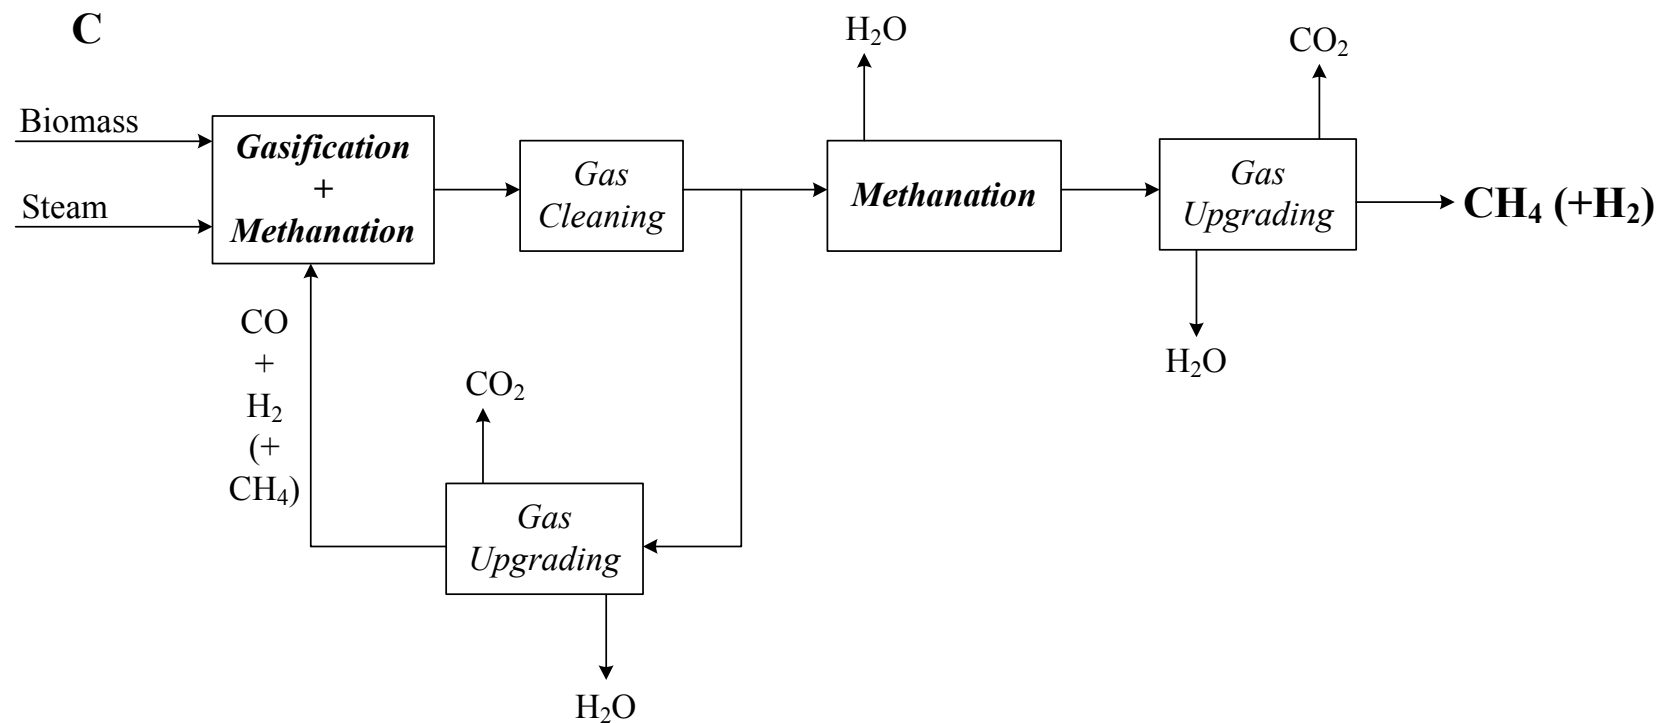 C
Biomass
Steam
Gasification
+
Methanation
Gas
Cleaning
H₂O
Methanation
Gas
Upgrading
CO₂
H₂O
CH₄ (+H₂)
CO
+
H₂
(+
CH₄)
CO₂
Gas
Upgrading
H₂O